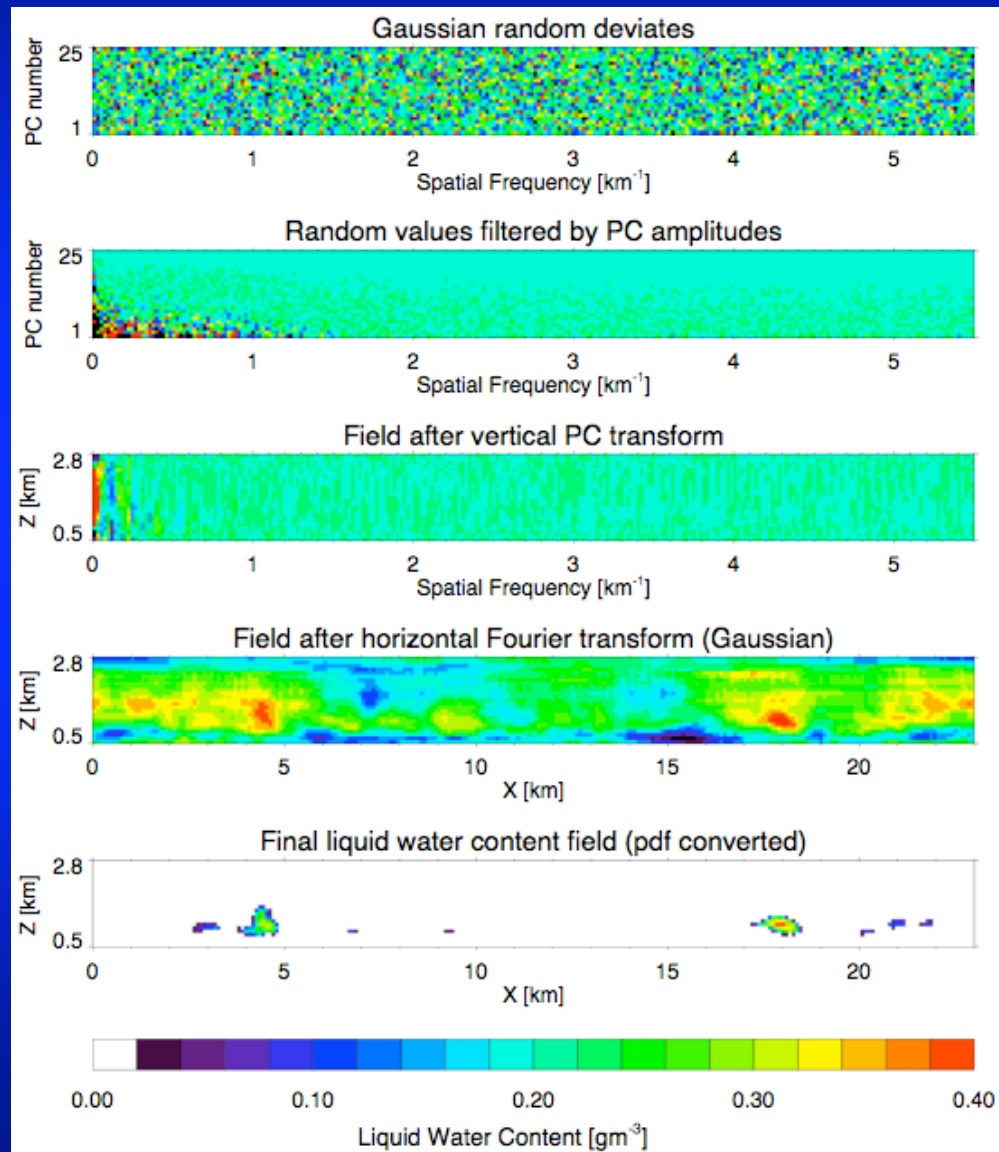 Gaussian random deviates
PC number
25
1
0 1 2 3 4 5
Spatial Frequency [km⁻¹]
Random values filtered by PC amplitudes
PC number
25
1
0 1 2 3 4 5
Spatial Frequency [km⁻¹]
Field after vertical PC transform
Z [km]
2.8
0.5
0 1 2 3 4 5
Spatial Frequency [km⁻¹]
Field after horizontal Fourier transform (Gaussian)
Z [km]
2.8
0.5
0 5 10 15 20
X [km]
Final liquid water content field (pdf converted)
Z [km]
2.8
0.5
0 5 10 15 20
X [km]
0.00 0.10 0.20 0.30 0.40
Liquid Water Content [gm⁻³]